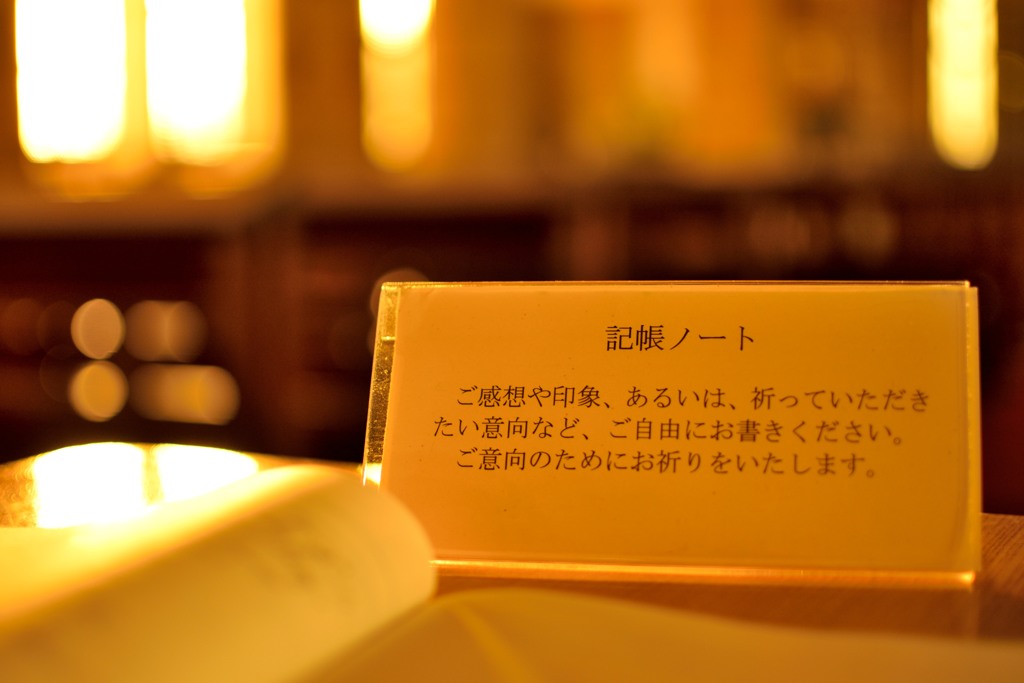 記帳ノート
ご感想や印象、あるいは、祈っていただき
たい意向など、ご自由にお書きください。
ご意向のためにお祈りをいたします。